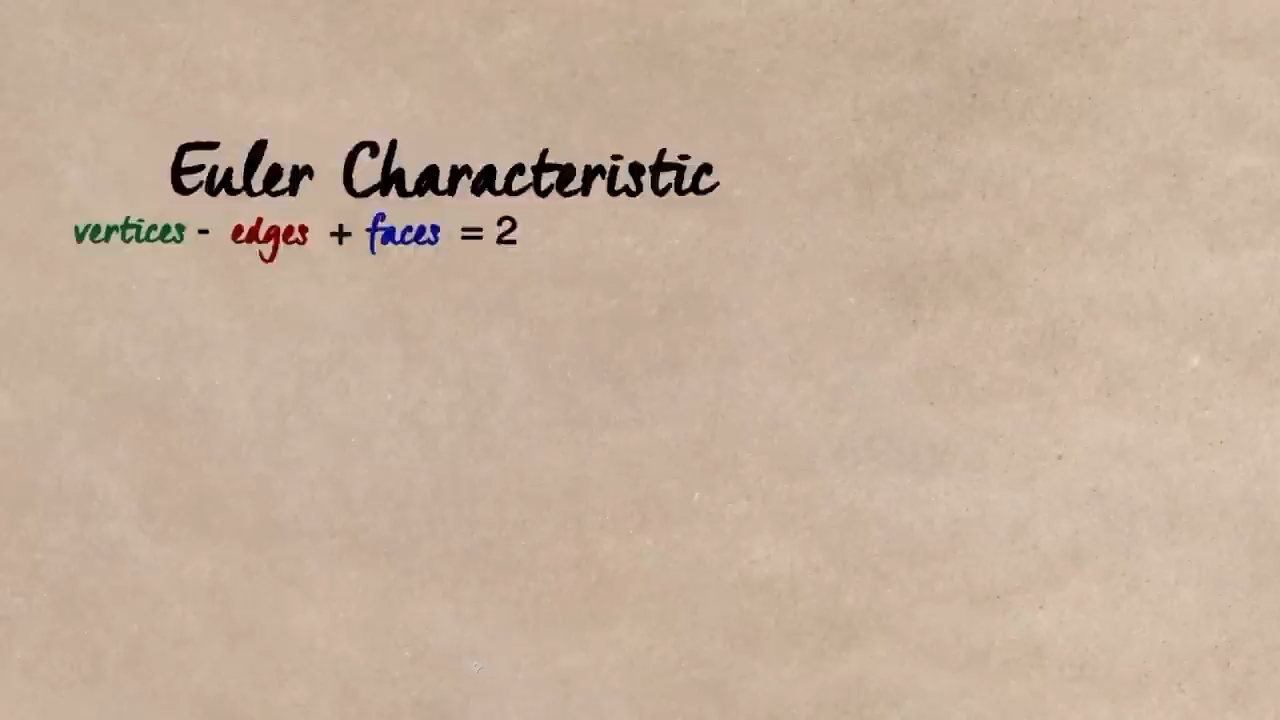 Euler Characteristic
vertices - edges + faces = 2